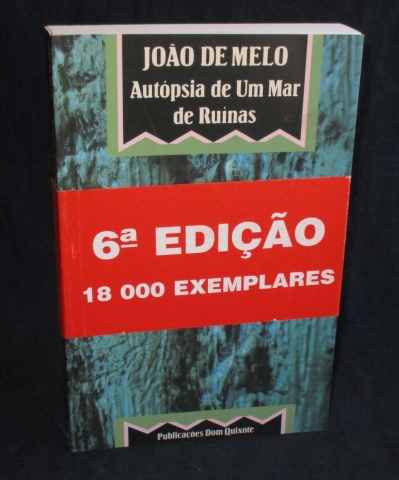 JOÃO DE MELO
Autópsia de Um Mar
de Ruínas
6ª EDIÇÃO
18 000 EXEMPLARES
Publicações Dom Quixote